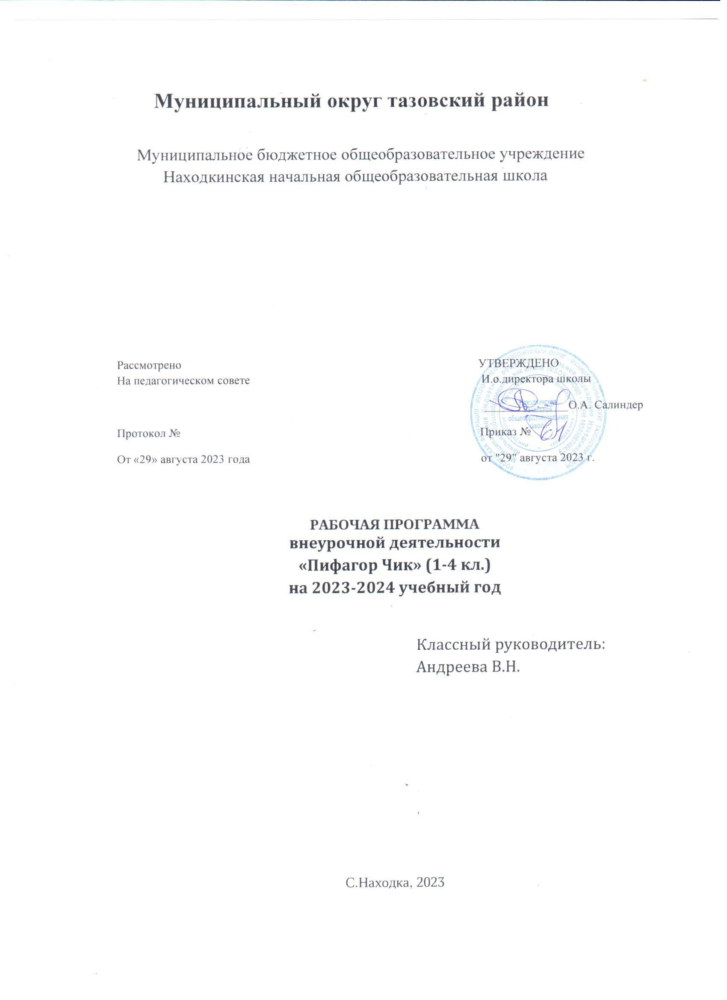 Муниципальный округ тазовский район
Муниципальное бюджетное общеобразовательное учреждение
Находкинская начальная общеобразовательная школа
Рассмотрено
На педагогическом совете
Протокол №
От «29» августа 2023 года
УТВЕРЖДЕНО
И.о.директора школы
О.А. Салиндер
Приказ №
от "29" августа 2023 г.
Находкинская
начальная
общеобразовательная
школа
РАБОЧАЯ ПРОГРАММА
внеурочной деятельности
«Пифагор Чик» (1-4 кл.)
на 2023-2024 учебный год
Классный руководитель:
Андреева В.Н.
С.Находка, 2023